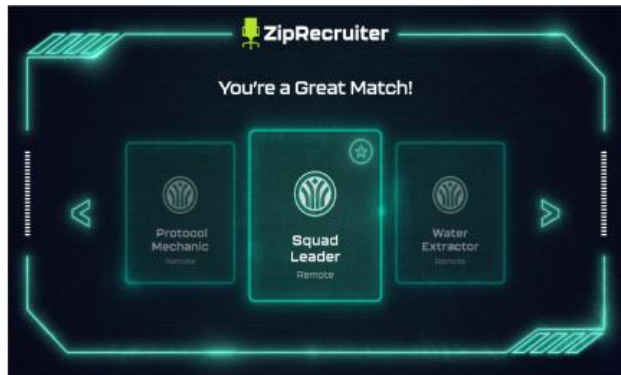 ZipRecruiter
You're a Great Match!
Protocol
Mechanic
Remote
Squad
Leader
Remote
Water
Extractor
Remote